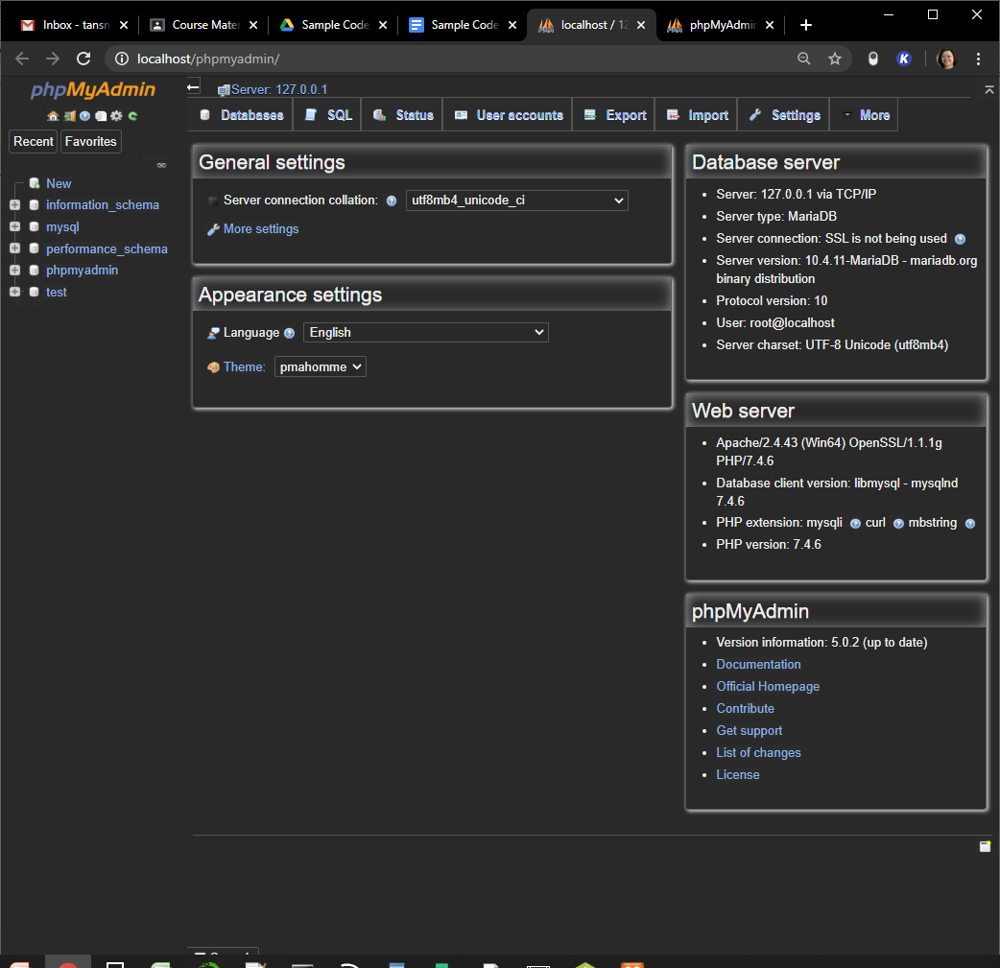 Inbox - tansn
Course Mater
Sample Code
Sample Code
localhost / 12
phpMyAdmin
localhost/phpmyadmin/
K
phpMyAdmin
Server: 127.0.0.1
Databases
SQL
Status
User accounts
Export
Import
Settings
More
Recent
Favorites
New
information_schema
mysql
performance_schema
phpmyadmin
test
General settings
Server connection collation:
utf8mb4_unicode_ci
More settings
Appearance settings
Language
English
Theme:
pmahomme
Database server
Server: 127.0.0.1 via TCP/IP
Server type: MariaDB
Server connection: SSL is not being used
Server version: 10.4.11-MariaDB - mariadb.org
binary distribution
Protocol version: 10
User: root@localhost
Server charset: UTF-8 Unicode (utf8mb4)
Web server
Apache/2.4.43 (Win64) OpenSSL/1.1.1g
PHP/7.4.6
Database client version: libmysql - mysqlnd
7.4.6
PHP extension: mysqli curl mbstring
PHP version: 7.4.6
phpMyAdmin
Version information: 5.0.2 (up to date)
Documentation
Official Homepage
Contribute
Get support
List of changes
License